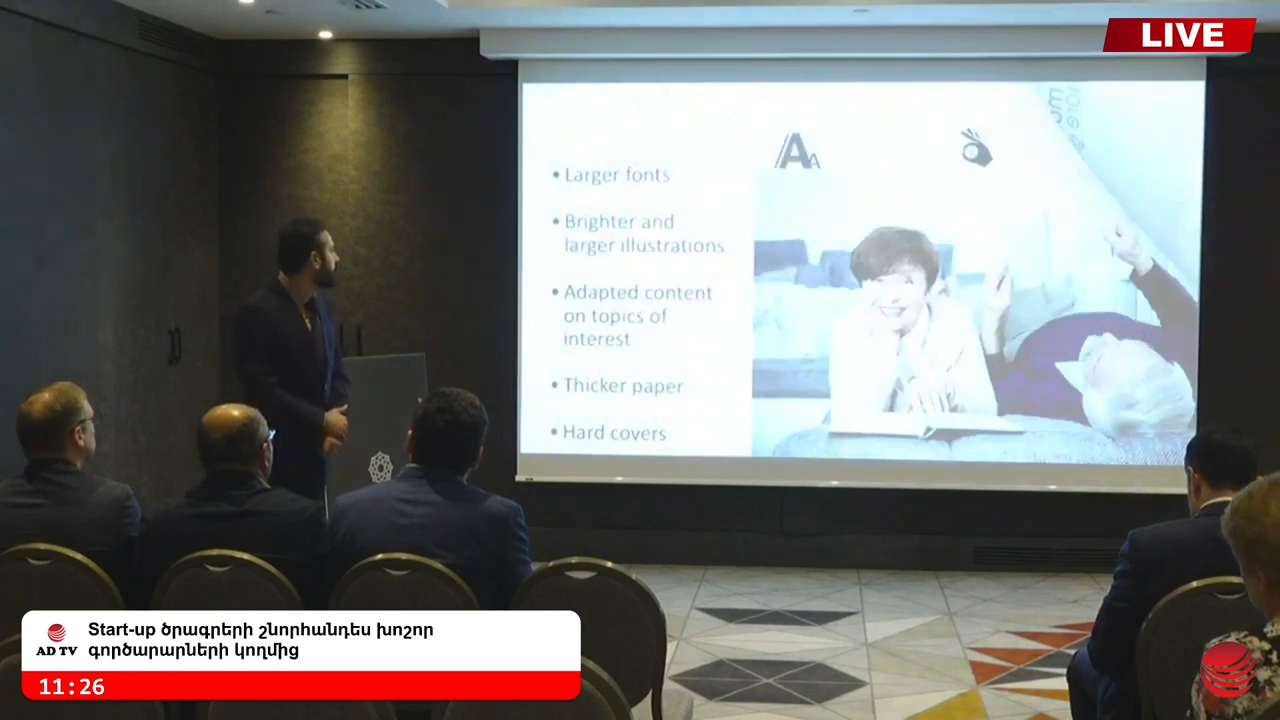 LIVE
• Larger fonts
• Brighter and
larger illustrations
• Adapted content
on topics of
interest
• Thicker paper
• Hard covers
AA
Start-up ծրագրերի շնորհանդես խոշոր
գործարարների կողմից
AD TV
11:26